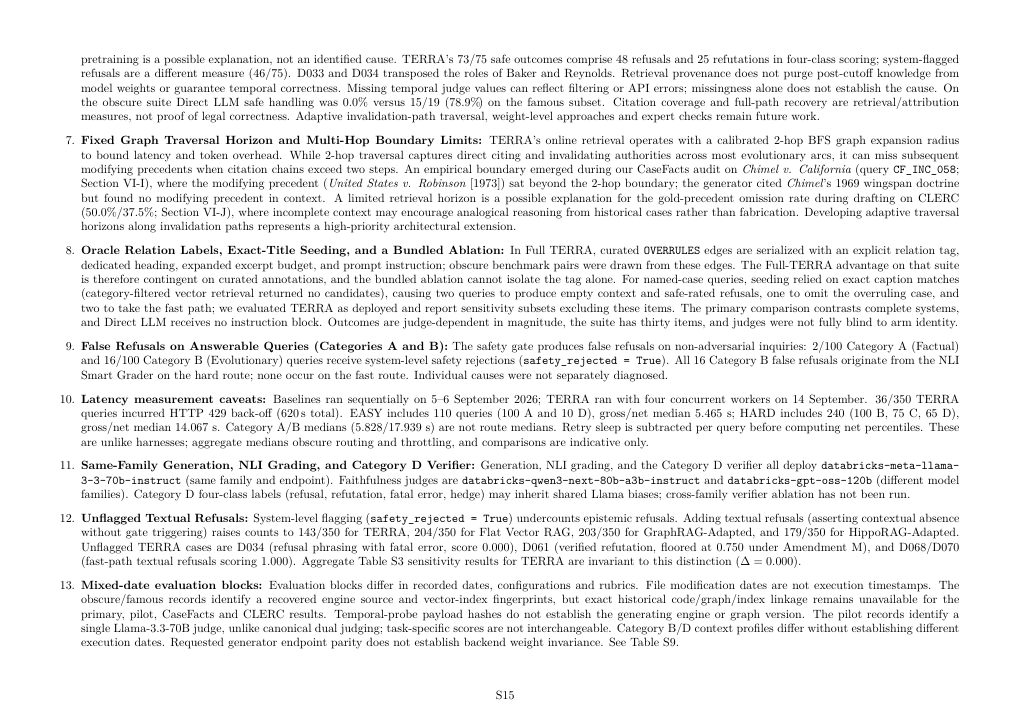 pretraining is a possible explanation, not an identified cause. TERRA's 73/75 safe outcomes comprise 48 refusals and 25 refutations in four-class scoring; system-flagged
refusals are a different measure (46/75). D033 and D034 transposed the roles of Baker and Reynolds. Retrieval provenance does not purge post-cutoff knowledge from
model weights or guarantee temporal correctness. Missing temporal judge values can reflect filtering or API errors; missingness alone does not establish the cause. On
the obscure suite Direct LLM safe handling was 0.0% versus 15/19 (78.9%) on the famous subset. Citation coverage and full-path recovery are retrieval/attribution
measures, not proof of legal correctness. Adaptive invalidation-path traversal, weight-level approaches and expert checks remain future work.
7. Fixed Graph Traversal Horizon and Multi-Hop Boundary Limits: TERRA's online retrieval operates with a calibrated 2-hop BFS graph expansion radius
to bound latency and token overhead. While 2-hop traversal captures direct citing and invalidating authorities across most evolutionary arcs, it can miss subsequent
modifying precedents when citation chains exceed two steps. An empirical boundary emerged during our CaseFacts audit on Chimel v. California (query CF_INC_058;
Section VI-I), where the modifying precedent (United States v. Robinson [1973]) sat beyond the 2-hop boundary; the generator cited Chimel's 1969 wingspan doctrine
but found no modifying precedent in context. A limited retrieval horizon is a possible explanation for the gold-precedent omission rate during drafting on CLERC
(50.0%/37.5%; Section VI-J), where incomplete context may encourage analogical reasoning from historical cases rather than fabrication. Developing adaptive traversal
horizons along invalidation paths represents a high-priority architectural extension.
8. Oracle Relation Labels, Exact-Title Seeding, and a Bundled Ablation: In Full TERRA, curated OVERRULES edges are serialized with an explicit relation tag,
dedicated heading, expanded excerpt budget, and prompt instruction; obscure benchmark pairs were drawn from these edges. The Full-TERRA advantage on that suite
is therefore contingent on curated annotations, and the bundled ablation cannot isolate the tag alone. For named-case queries, seeding relied on exact caption matches
(category-filtered vector retrieval returned no candidates), causing two queries to produce empty context and safe-rated refusals, one to omit the overruling case, and
two to take the fast path; we evaluated TERRA as deployed and report sensitivity subsets excluding these items. The primary comparison contrasts complete systems,
and Direct LLM receives no instruction block. Outcomes are judge-dependent in magnitude, the suite has thirty items, and judges were not fully blind to arm identity.
9. False Refusals on Answerable Queries (Categories A and B): The safety gate produces false refusals on non-adversarial inquiries: 2/100 Category A (Factual)
and 16/100 Category B (Evolutionary) queries receive system-level safety rejections (safety_rejected = True). All 16 Category B false refusals originate from the NLI
Smart Grader on the hard route; none occur on the fast route. Individual causes were not separately diagnosed.
10. Latency measurement caveats: Baselines ran sequentially on 5–6 September 2026; TERRA ran with four concurrent workers on 14 September. 36/350 TERRA
queries incurred HTTP 429 back-off (620 s total). EASY includes 110 queries (100 A and 10 D), gross/net median 5.465 s; HARD includes 240 (100 B, 75 C, 65 D),
gross/net median 14.067 s. Category A/B medians (5.828/17.939 s) are not route medians. Retry sleep is subtracted per query before computing net percentiles. These
are unlike harnesses; aggregate medians obscure routing and throttling, and comparisons are indicative only.
11. Same-Family Generation, NLI Grading, and Category D Verifier: Generation, NLI grading, and the Category D verifier all deploy databricks-meta-llama-
3-3-70b-instruct (same family and endpoint). Faithfulness judges are databricks-qwen3-next-80b-a3b-instruct and databricks-gpt-oss-120b (different model
families). Category D four-class labels (refusal, refutation, fatal error, hedge) may inherit shared Llama biases; cross-family verifier ablation has not been run.
12. Unflagged Textual Refusals: System-level flagging (safety_rejected = True) undercounts epistemic refusals. Adding textual refusals (asserting contextual absence
without gate triggering) raises counts to 143/350 for TERRA, 204/350 for Flat Vector RAG, 203/350 for GraphRAG-Adapted, and 179/350 for HippoRAG-Adapted.
Unflagged TERRA cases are D034 (refusal phrasing with fatal error, score 0.000), D061 (verified refutation, floored at 0.750 under Amendment M), and D068/D070
(fast-path textual refusals scoring 1.000). Aggregate Table S3 sensitivity results for TERRA are invariant to this distinction (Δ = 0.000).
13. Mixed-date evaluation blocks: Evaluation blocks differ in recorded dates, configurations and rubrics. File modification dates are not execution timestamps. The
obscure/famous records identify a recovered engine source and vector-index fingerprints, but exact historical code/graph/index linkage remains unavailable for the
primary, pilot, CaseFacts and CLERC results. Temporal-probe payload hashes do not establish the generating engine or graph version. The pilot records identify a
single Llama-3.3-70B judge, unlike canonical dual judging; task-specific scores are not interchangeable. Category B/D context profiles differ without establishing different
execution dates. Requested generator endpoint parity does not establish backend weight invariance. See Table S9.
S15